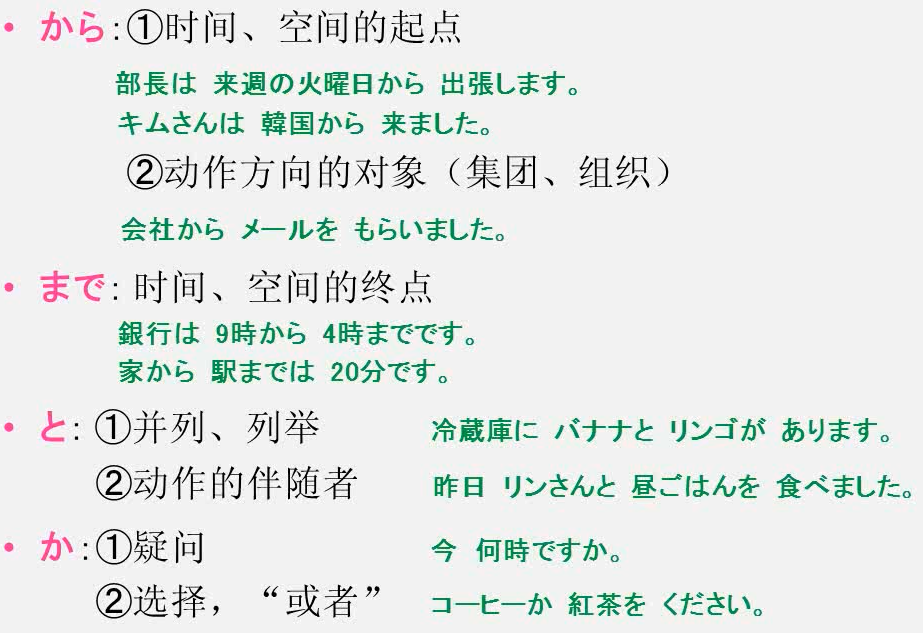 • から:①时间、空间的起点
部長は 来週の火曜日から 出張します。
キムさんは 韓国から 来ました。
②动作方向的对象（集团、组织）
会社から メールを もらいました。
• まで: 时间、空间的终点
銀行は 9時から 4時までです。
家から 駅までは 20分です。
• と: ①并列、列举 冷蔵庫に バナナと リンゴが あります。
②动作的伴随者 昨日 リンさんと 昼ごはんを 食べました。
• か:①疑问 今 何時ですか。
②选择，“或者” コーヒーか 紅茶を ください。